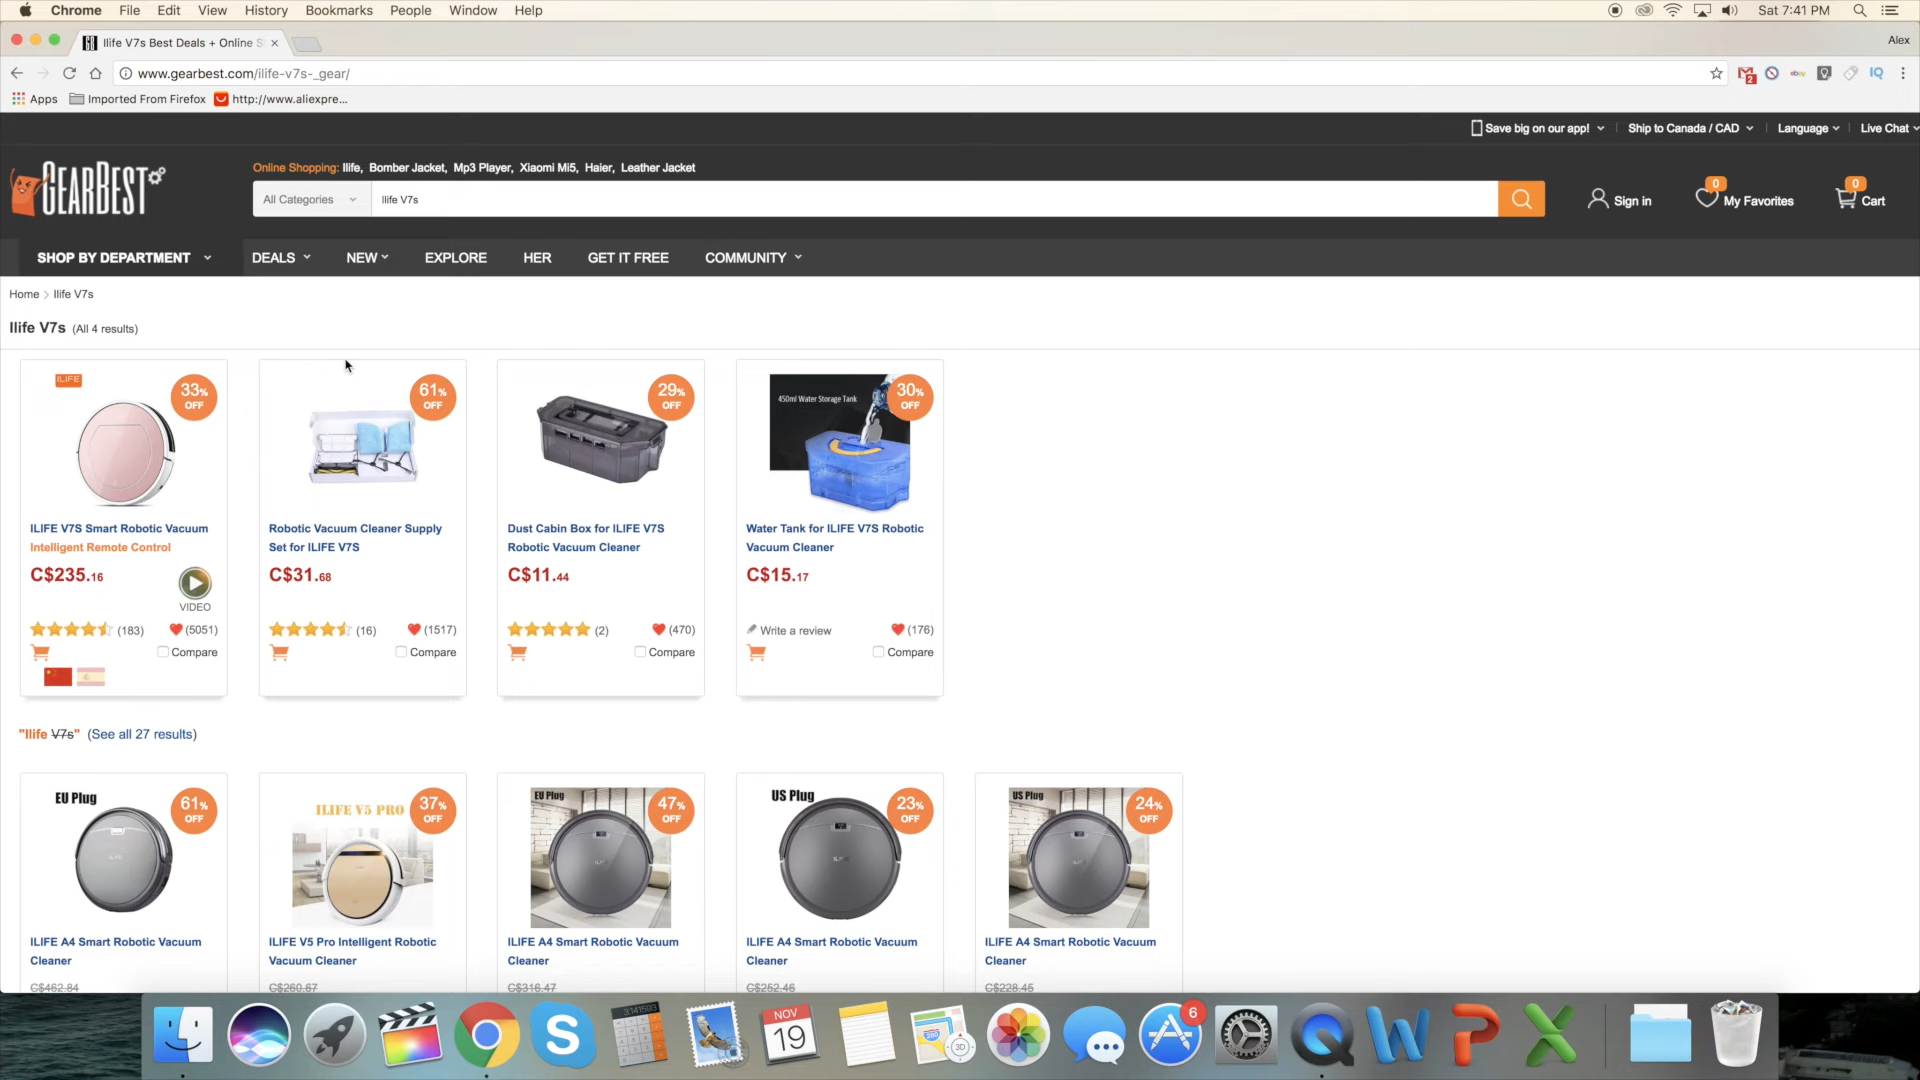 Chrome File Edit View History Bookmarks People Window Help Sat 7:41 PM
Ilife V7s Best Deals + Online S Alex
www.gearbest.com/ilife-v7s-_gear/ 2 ebay IQ
Apps Imported From Firefox http://www.aliexpre...
Save big on our app! Ship to Canada / CAD Language Live Chat
GEARBEST
Online Shopping: Ilife, Bomber Jacket, Mp3 Player, Xiaomi Mi5, Haier, Leather Jacket
All Categories Ilife V7s Sign in 0 My Favorites 0 Cart
SHOP BY DEPARTMENT DEALS NEW EXPLORE HER GET IT FREE COMMUNITY
Home > Ilife V7s
Ilife V7s (All 4 results)
ILIFE
33% OFF
ILIFE V7S Smart Robotic Vacuum
Intelligent Remote Control
C$235.16
VIDEO
(183) (5051)
Compare
61% OFF
Robotic Vacuum Cleaner Supply
Set for ILIFE V7S
C$31.68
(16) (1517)
Compare
29% OFF
Dust Cabin Box for ILIFE V7S
Robotic Vacuum Cleaner
C$11.44
(2) (470)
Compare
450ml Water Storage Tank
30% OFF
Water Tank for ILIFE V7S Robotic
Vacuum Cleaner
C$15.17
Write a review (176)
Compare
"Ilife V7s" (See all 27 results)
EU Plug
61% OFF
ILIFE A4 Smart Robotic Vacuum
Cleaner
C$462.84
ILIFE V5 PRO
37% OFF
ILIFE V5 Pro Intelligent Robotic
Vacuum Cleaner
C$260.67
EU Plug
47% OFF
ILIFE A4 Smart Robotic Vacuum
Cleaner
C$316.47
US Plug
23% OFF
ILIFE A4 Smart Robotic Vacuum
Cleaner
C$252.46
US Plug
24% OFF
ILIFE A4 Smart Robotic Vacuum
Cleaner
C$228.45
3.141593
NOV
19
280
3D
6